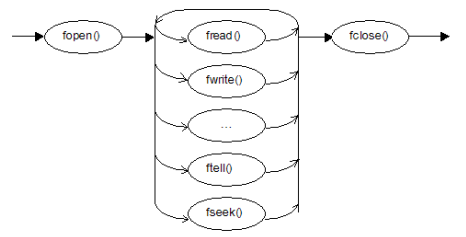 fopen()
fread()
fclose()
fwrite()
...
ftell()
fseek()